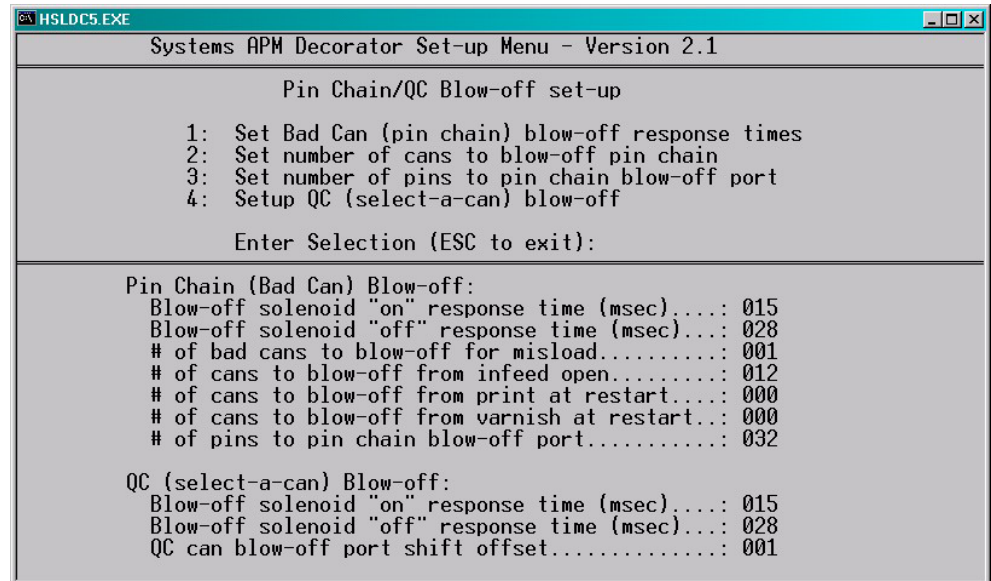 HSLDC5.EXE
Systems APM Decorator Set-up Menu - Version 2.1
Pin Chain/QC Blow-off set-up
1: Set Bad Can (pin chain) blow-off response times
2: Set number of cans to blow-off pin chain
3: Set number of pins to pin chain blow-off port
4: Setup QC (select-a-can) blow-off
Enter Selection (ESC to exit):
Pin Chain (Bad Can) Blow-off:
Blow-off solenoid "on" response time (msec)....: 015
Blow-off solenoid "off" response time (msec)...: 028
# of bad cans to blow-off for misload..........: 001
# of cans to blow-off from infeed open.........: 012
# of cans to blow-off from print at restart....: 000
# of cans to blow-off from varnish at restart..: 000
# of pins to pin chain blow-off port...........: 032
QC (select-a-can) Blow-off:
Blow-off solenoid "on" response time (msec)....: 015
Blow-off solenoid "off" response time (msec)...: 028
QC can blow-off port shift offset..............: 001